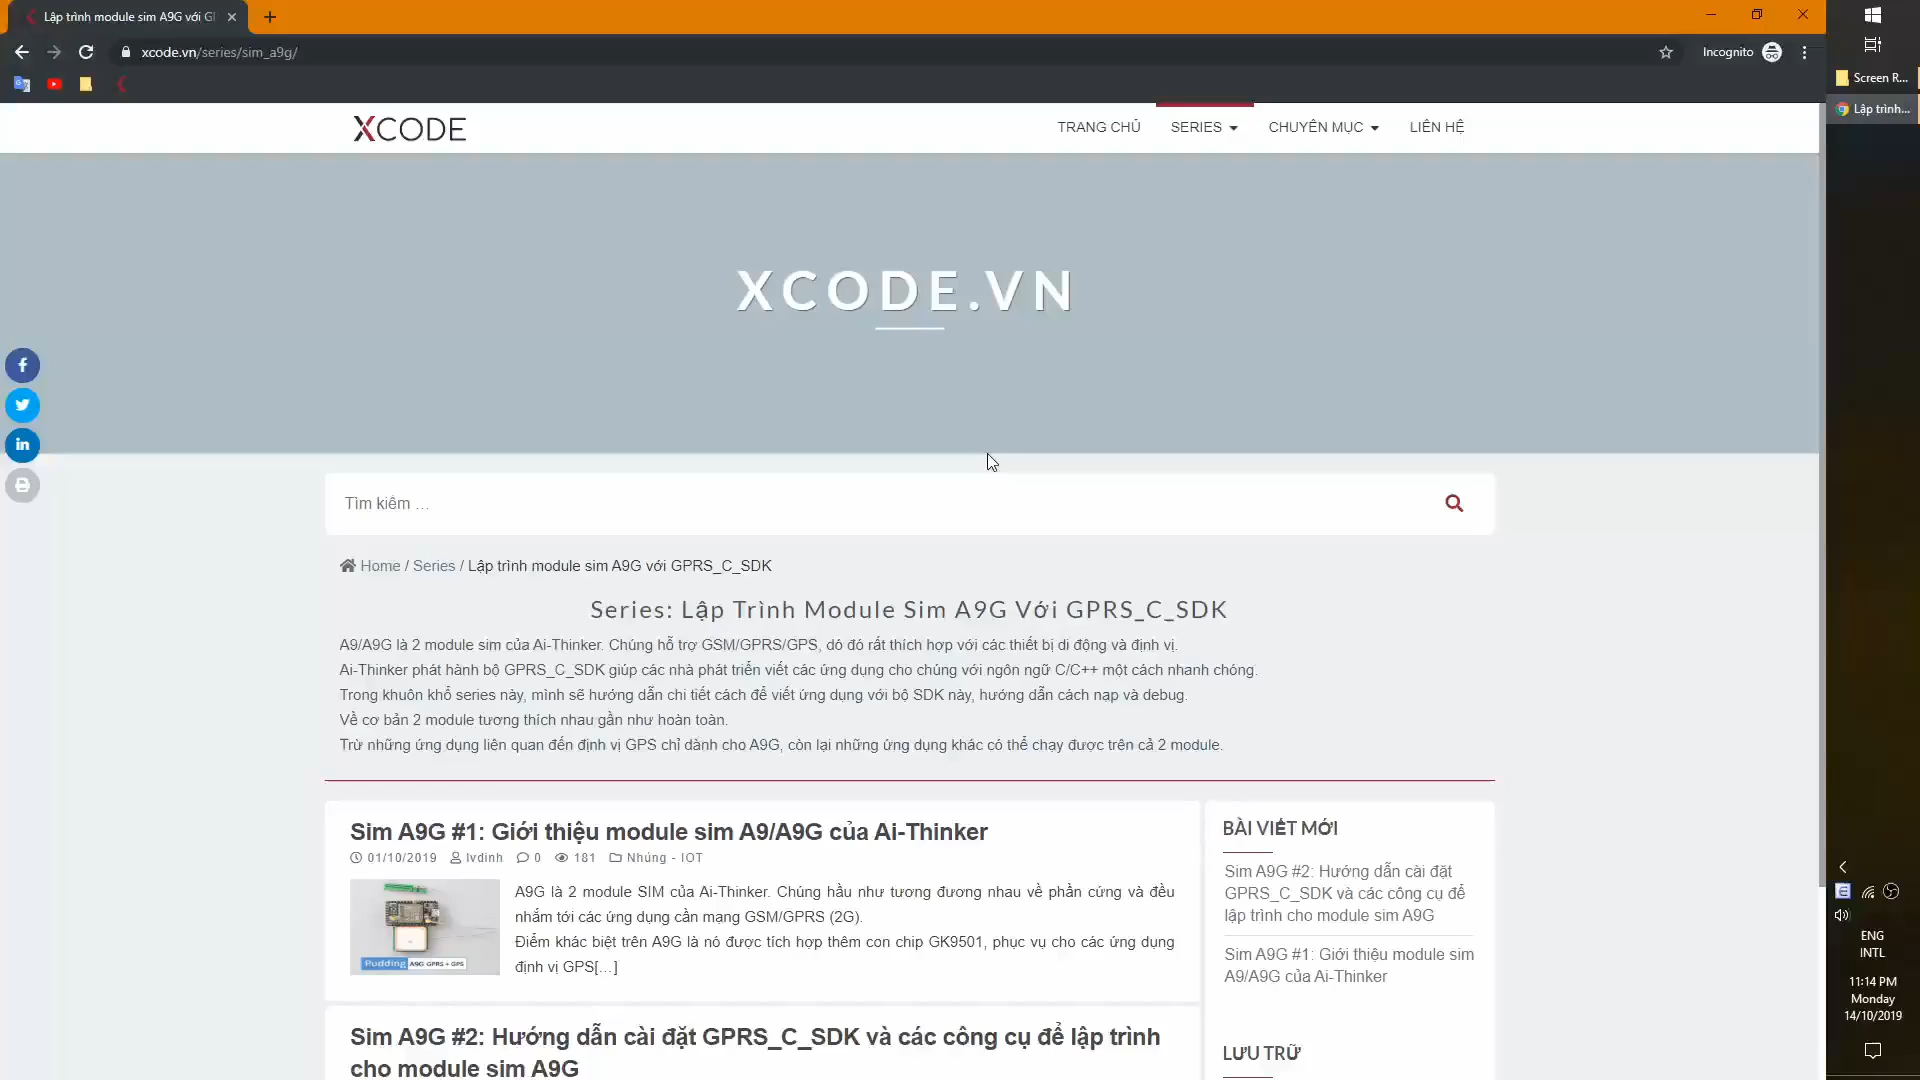 Lập trình module sim A9G với G
xcode.vn/series/sim_a9g/
Incognito
Screen R...
Lập trình...
XCODE
TRANG CHỦ
SERIES
CHUYÊN MỤC
LIÊN HỆ
XCODE.VN
Tìm kiếm …
Home / Series / Lập trình module sim A9G với GPRS_C_SDK
Series: Lập Trình Module Sim A9G Với GPRS_C_SDK
A9/A9G là 2 module sim của Ai-Thinker. Chúng hỗ trợ GSM/GPRS/GPS, dó đó rất thích hợp với các thiết bị di động và định vị.
Ai-Thinker phát hành bộ GPRS_C_SDK giúp các nhà phát triển viết các ứng dụng cho chúng với ngôn ngữ C/C++ một cách nhanh chóng.
Trong khuôn khổ series này, mình sẽ hướng dẫn chi tiết cách để viết ứng dụng với bộ SDK này, hướng dẫn cách nạp và debug.
Về cơ bản 2 module tương thích nhau gần như hoàn toàn.
Trừ những ứng dụng liên quan đến định vị GPS chỉ dành cho A9G, còn lại những ứng dụng khác có thể chạy được trên cả 2 module.
Sim A9G #1: Giới thiệu module sim A9/A9G của Ai-Thinker
01/10/2019 lvdinh 0 181 Nhúng - IOT
A9G là 2 module SIM của Ai-Thinker. Chúng hầu như tương đương nhau về phần cứng và đều
nhắm tới các ứng dụng cần mạng GSM/GPRS (2G).
Điểm khác biệt trên A9G là nó được tích hợp thêm con chip GK9501, phục vụ cho các ứng dụng
định vị GPS[…]
Pudding A9G GPRS + GPS
Sim A9G #2: Hướng dẫn cài đặt GPRS_C_SDK và các công cụ để lập trình
cho module sim A9G
BÀI VIẾT MỚI
Sim A9G #2: Hướng dẫn cài đặt
GPRS_C_SDK và các công cụ để
lập trình cho module sim A9G
Sim A9G #1: Giới thiệu module sim
A9/A9G của Ai-Thinker
LƯU TRỮ
ENG
INTL
11:14 PM
Monday
14/10/2019